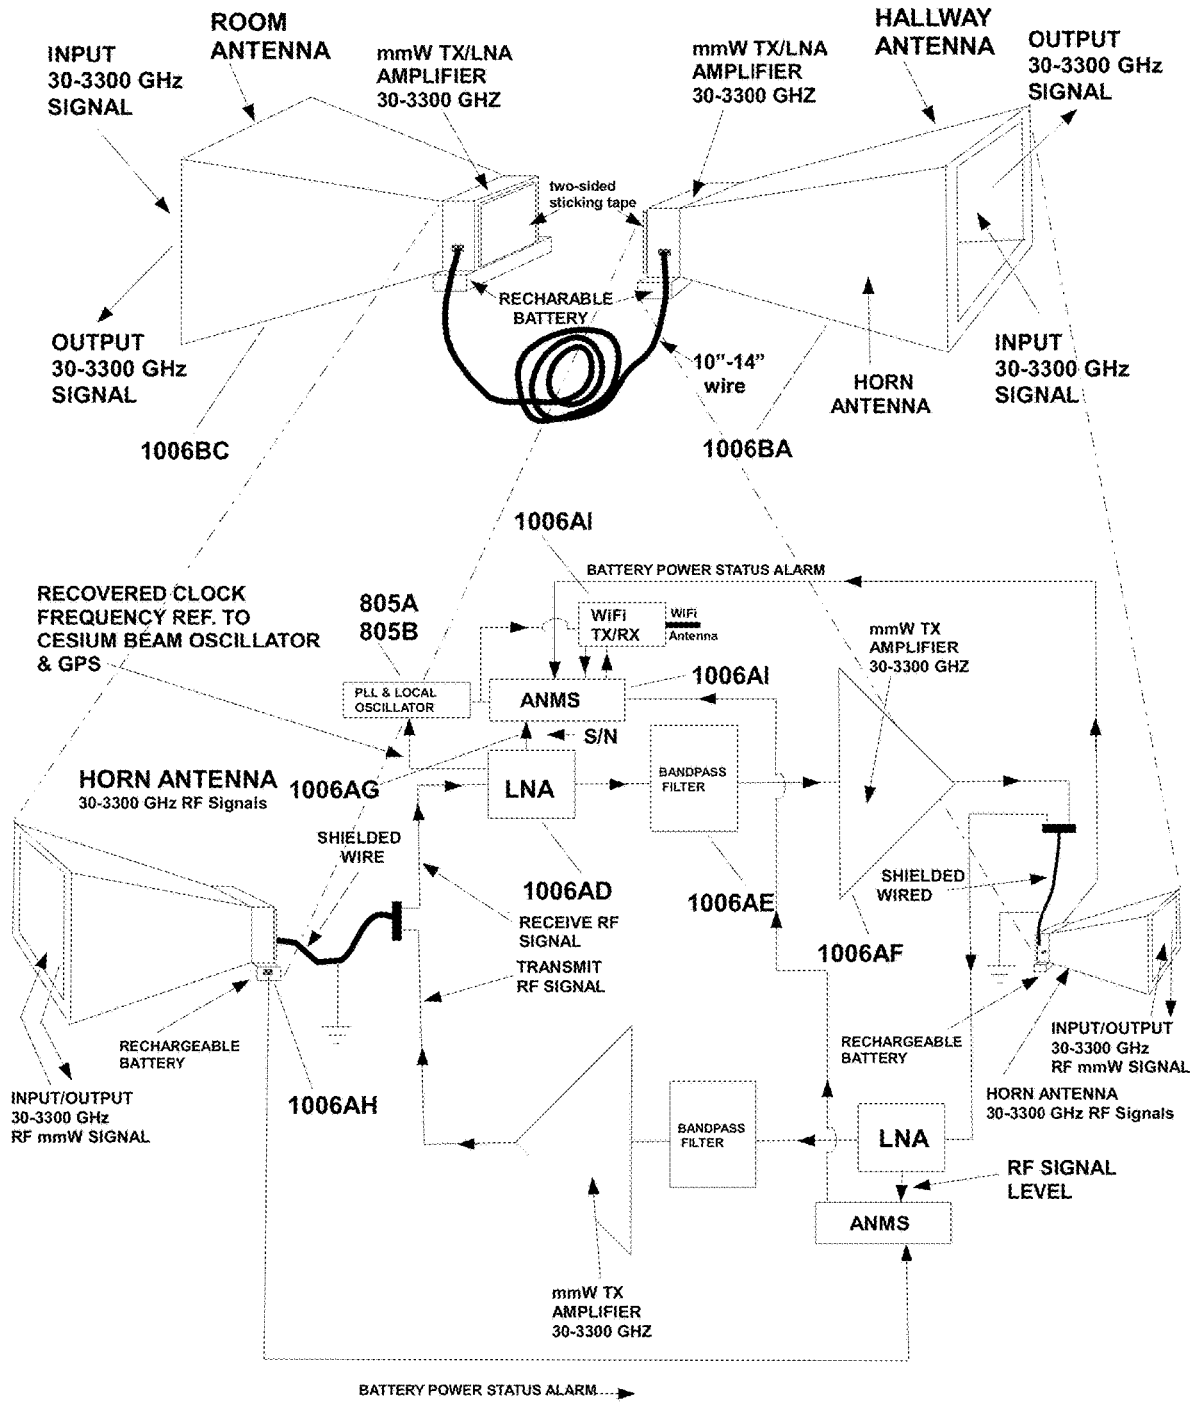 ROOM
ANTENNA
INPUT
30-3300 GHz
SIGNAL
mmW TX/LNA
AMPLIFIER
30-3300 GHZ
mmW TX/LNA
AMPLIFIER
30-3300 GHZ
HALLWAY
ANTENNA
OUTPUT
30-3300 GHz
SIGNAL
two-sided
sticking tape
RECHARABLE
BATTERY
OUTPUT
30-3300 GHz
SIGNAL
10"-14"
wire
HORN
ANTENNA
INPUT
30-3300 GHz
SIGNAL
1006BC
1006BA
1006AI
BATTERY POWER STATUS ALARM
RECOVERED CLOCK
FREQUENCY REF. TO
CESIUM BEAM OSCILLATOR
& GPS
805A
805B
WiFi
TX/RX
WiFi
Antenna
mmW TX
AMPLIFIER
30-3300 GHZ
PLL & LOCAL
OSCILLATOR
ANMS
1006AI
S/N
HORN ANTENNA
30-3300 GHz RF Signals
1006AG
LNA
BANDPASS
FILTER
SHIELDED
WIRE
1006AD
1006AE
SHIELDED
WIRED
RECEIVE RF
SIGNAL
1006AF
TRANSMIT
RF SIGNAL
RECHARGEABLE
BATTERY
RECHARGEABLE
BATTERY
INPUT/OUTPUT
30-3300 GHz
RF mmW SIGNAL
INPUT/OUTPUT
30-3300 GHz
RF mmW SIGNAL
1006AH
HORN ANTENNA
30-3300 GHz RF Signals
BANDPASS
FILTER
LNA
RF SIGNAL
LEVEL
ANMS
mmW TX
AMPLIFIER
30-3300 GHZ
BATTERY POWER STATUS ALARM